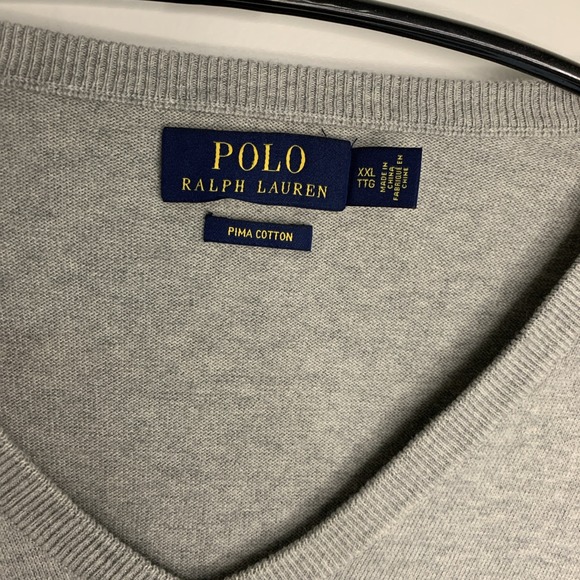 POLO
RALPH LAUREN
XXL
TTG
MADE IN
CHINA
FABRIQUÉ EN
CHINE
PIMA COTTON